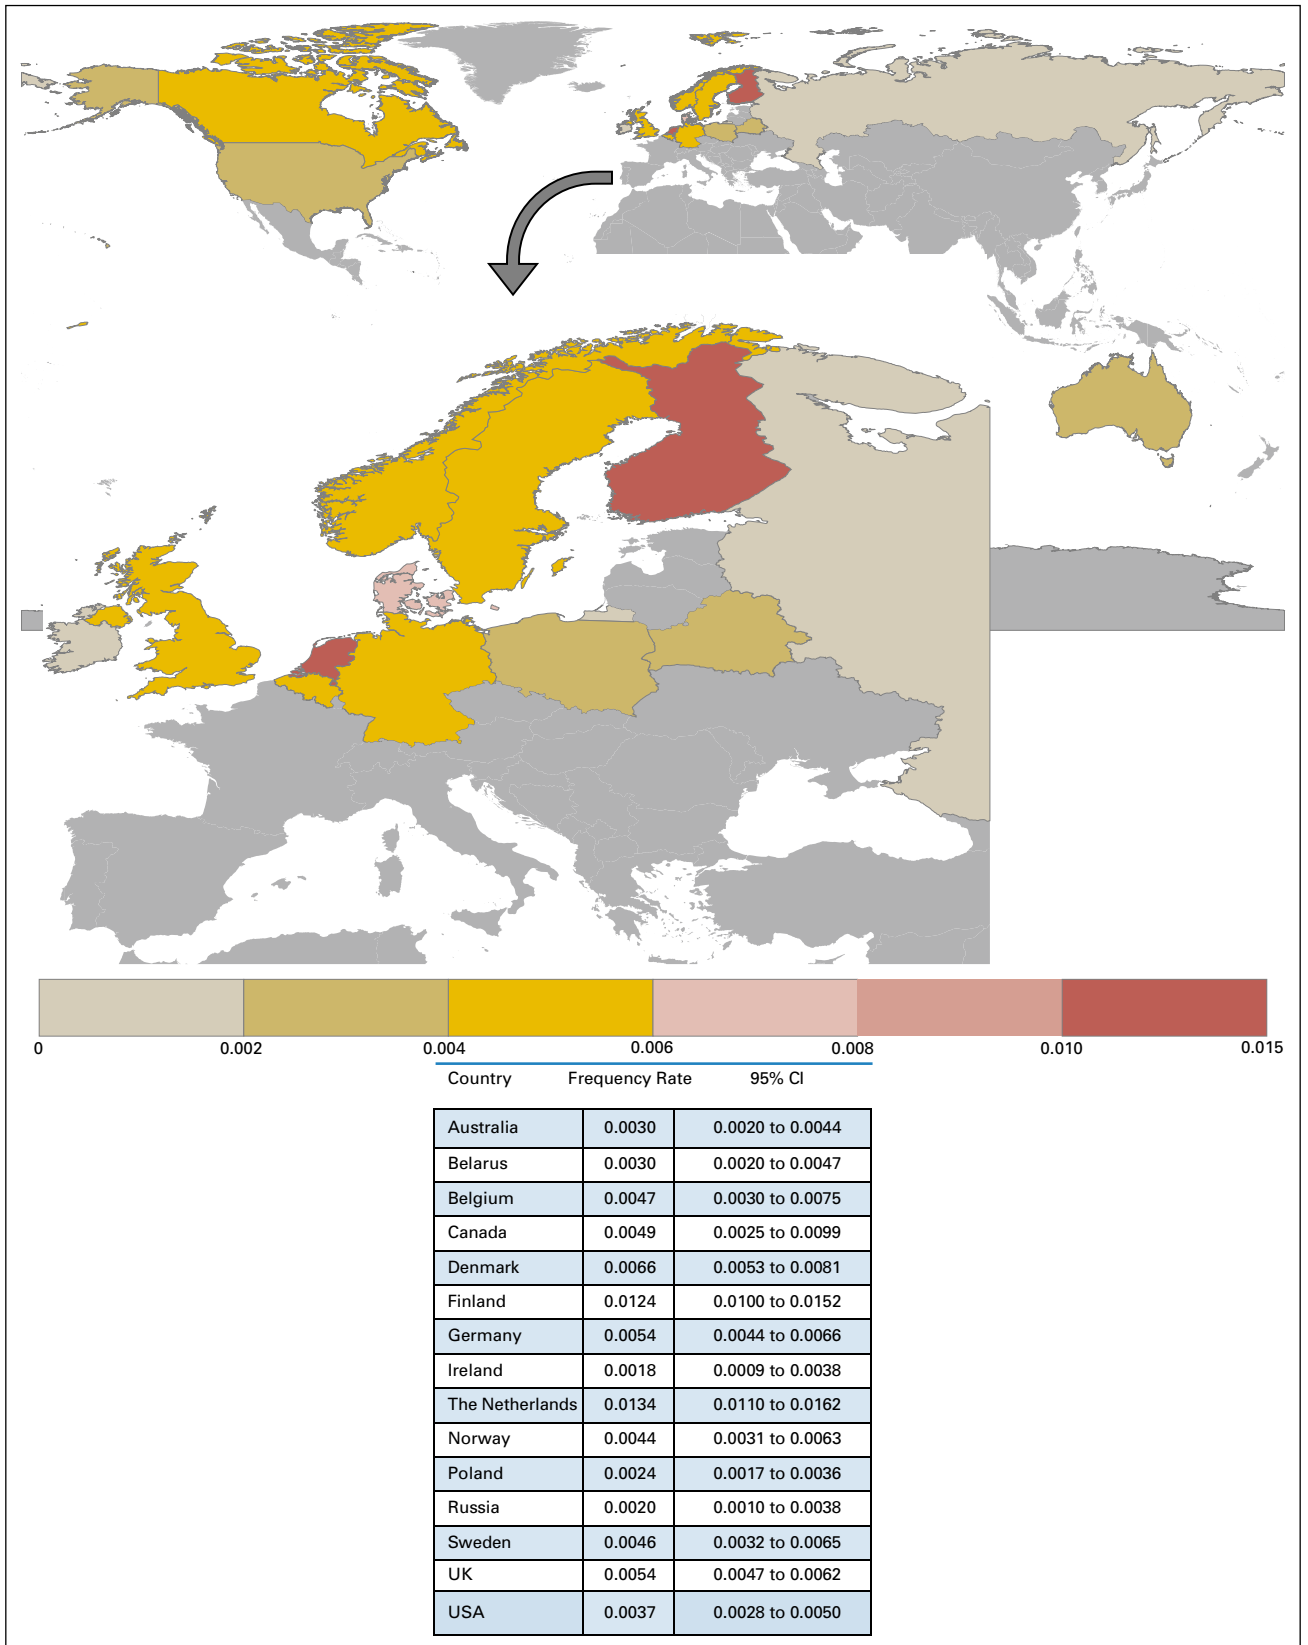 0 0.002 0.004 0.006 0.008 0.010 0.015
Country Frequency Rate 95% CI
Australia 0.0030 0.0020 to 0.0044
Belarus 0.0030 0.0020 to 0.0047
Belgium 0.0047 0.0030 to 0.0075
Canada 0.0049 0.0025 to 0.0099
Denmark 0.0066 0.0053 to 0.0081
Finland 0.0124 0.0100 to 0.0152
Germany 0.0054 0.0044 to 0.0066
Ireland 0.0018 0.0009 to 0.0038
The Netherlands 0.0134 0.0110 to 0.0162
Norway 0.0044 0.0031 to 0.0063
Poland 0.0024 0.0017 to 0.0036
Russia 0.0020 0.0010 to 0.0038
Sweden 0.0046 0.0032 to 0.0065
UK 0.0054 0.0047 to 0.0062
USA 0.0037 0.0028 to 0.0050